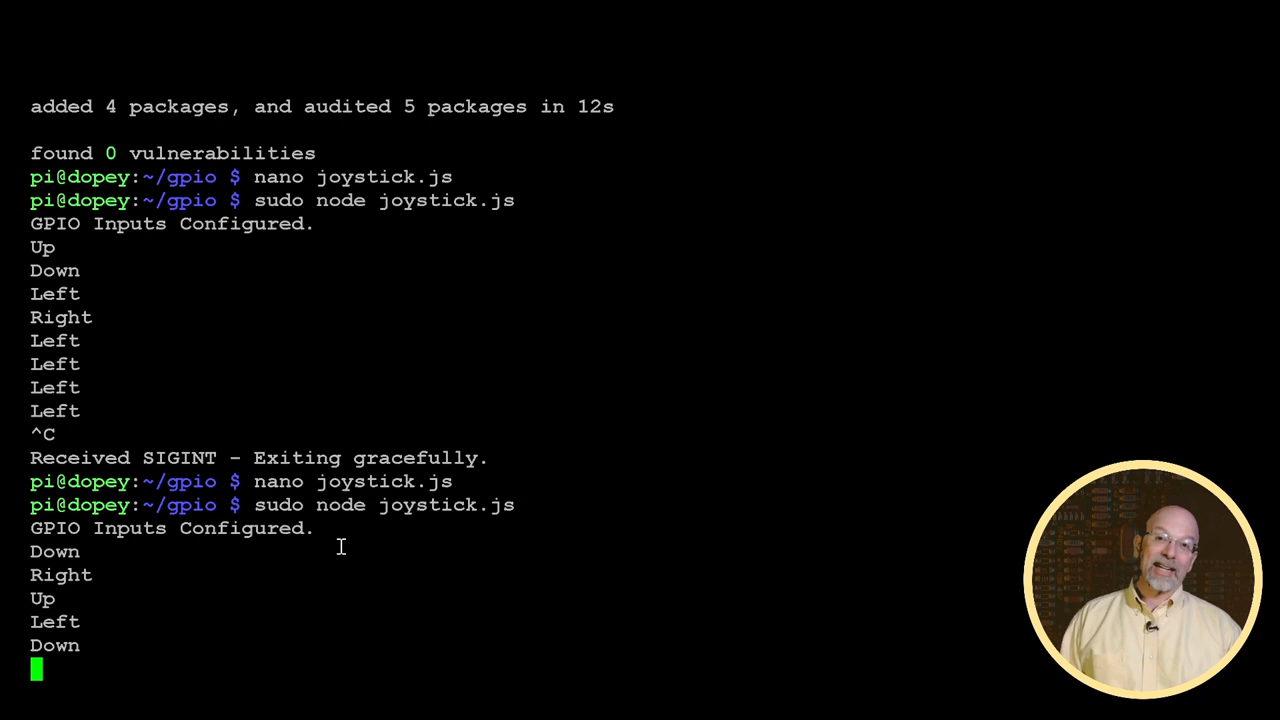 added 4 packages, and audited 5 packages in 12s
found 0 vulnerabilities
pi@dopey:~/gpio $ nano joystick.js
pi@dopey:~/gpio $ sudo node joystick.js
GPIO Inputs Configured.
Up
Down
Left
Right
Left
Left
Left
Left
^C
Received SIGINT - Exiting gracefully.
pi@dopey:~/gpio $ nano joystick.js
pi@dopey:~/gpio $ sudo node joystick.js
GPIO Inputs Configured.
Down
Right
Up
Left
Down